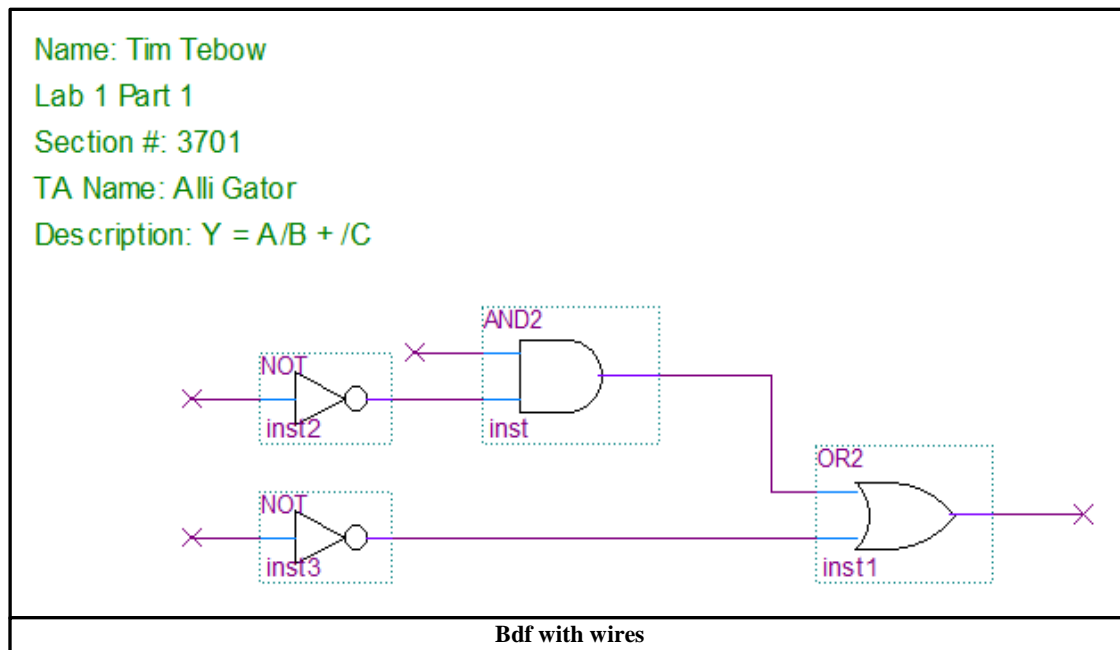 Name: Tim Tebow
Lab 1 Part 1
Section #: 3701
TA Name: Alli Gator
Description: Y = A/B + /C
AND2
NOT
inst2
inst
OR2
NOT
inst3
inst1
Bdf with wires